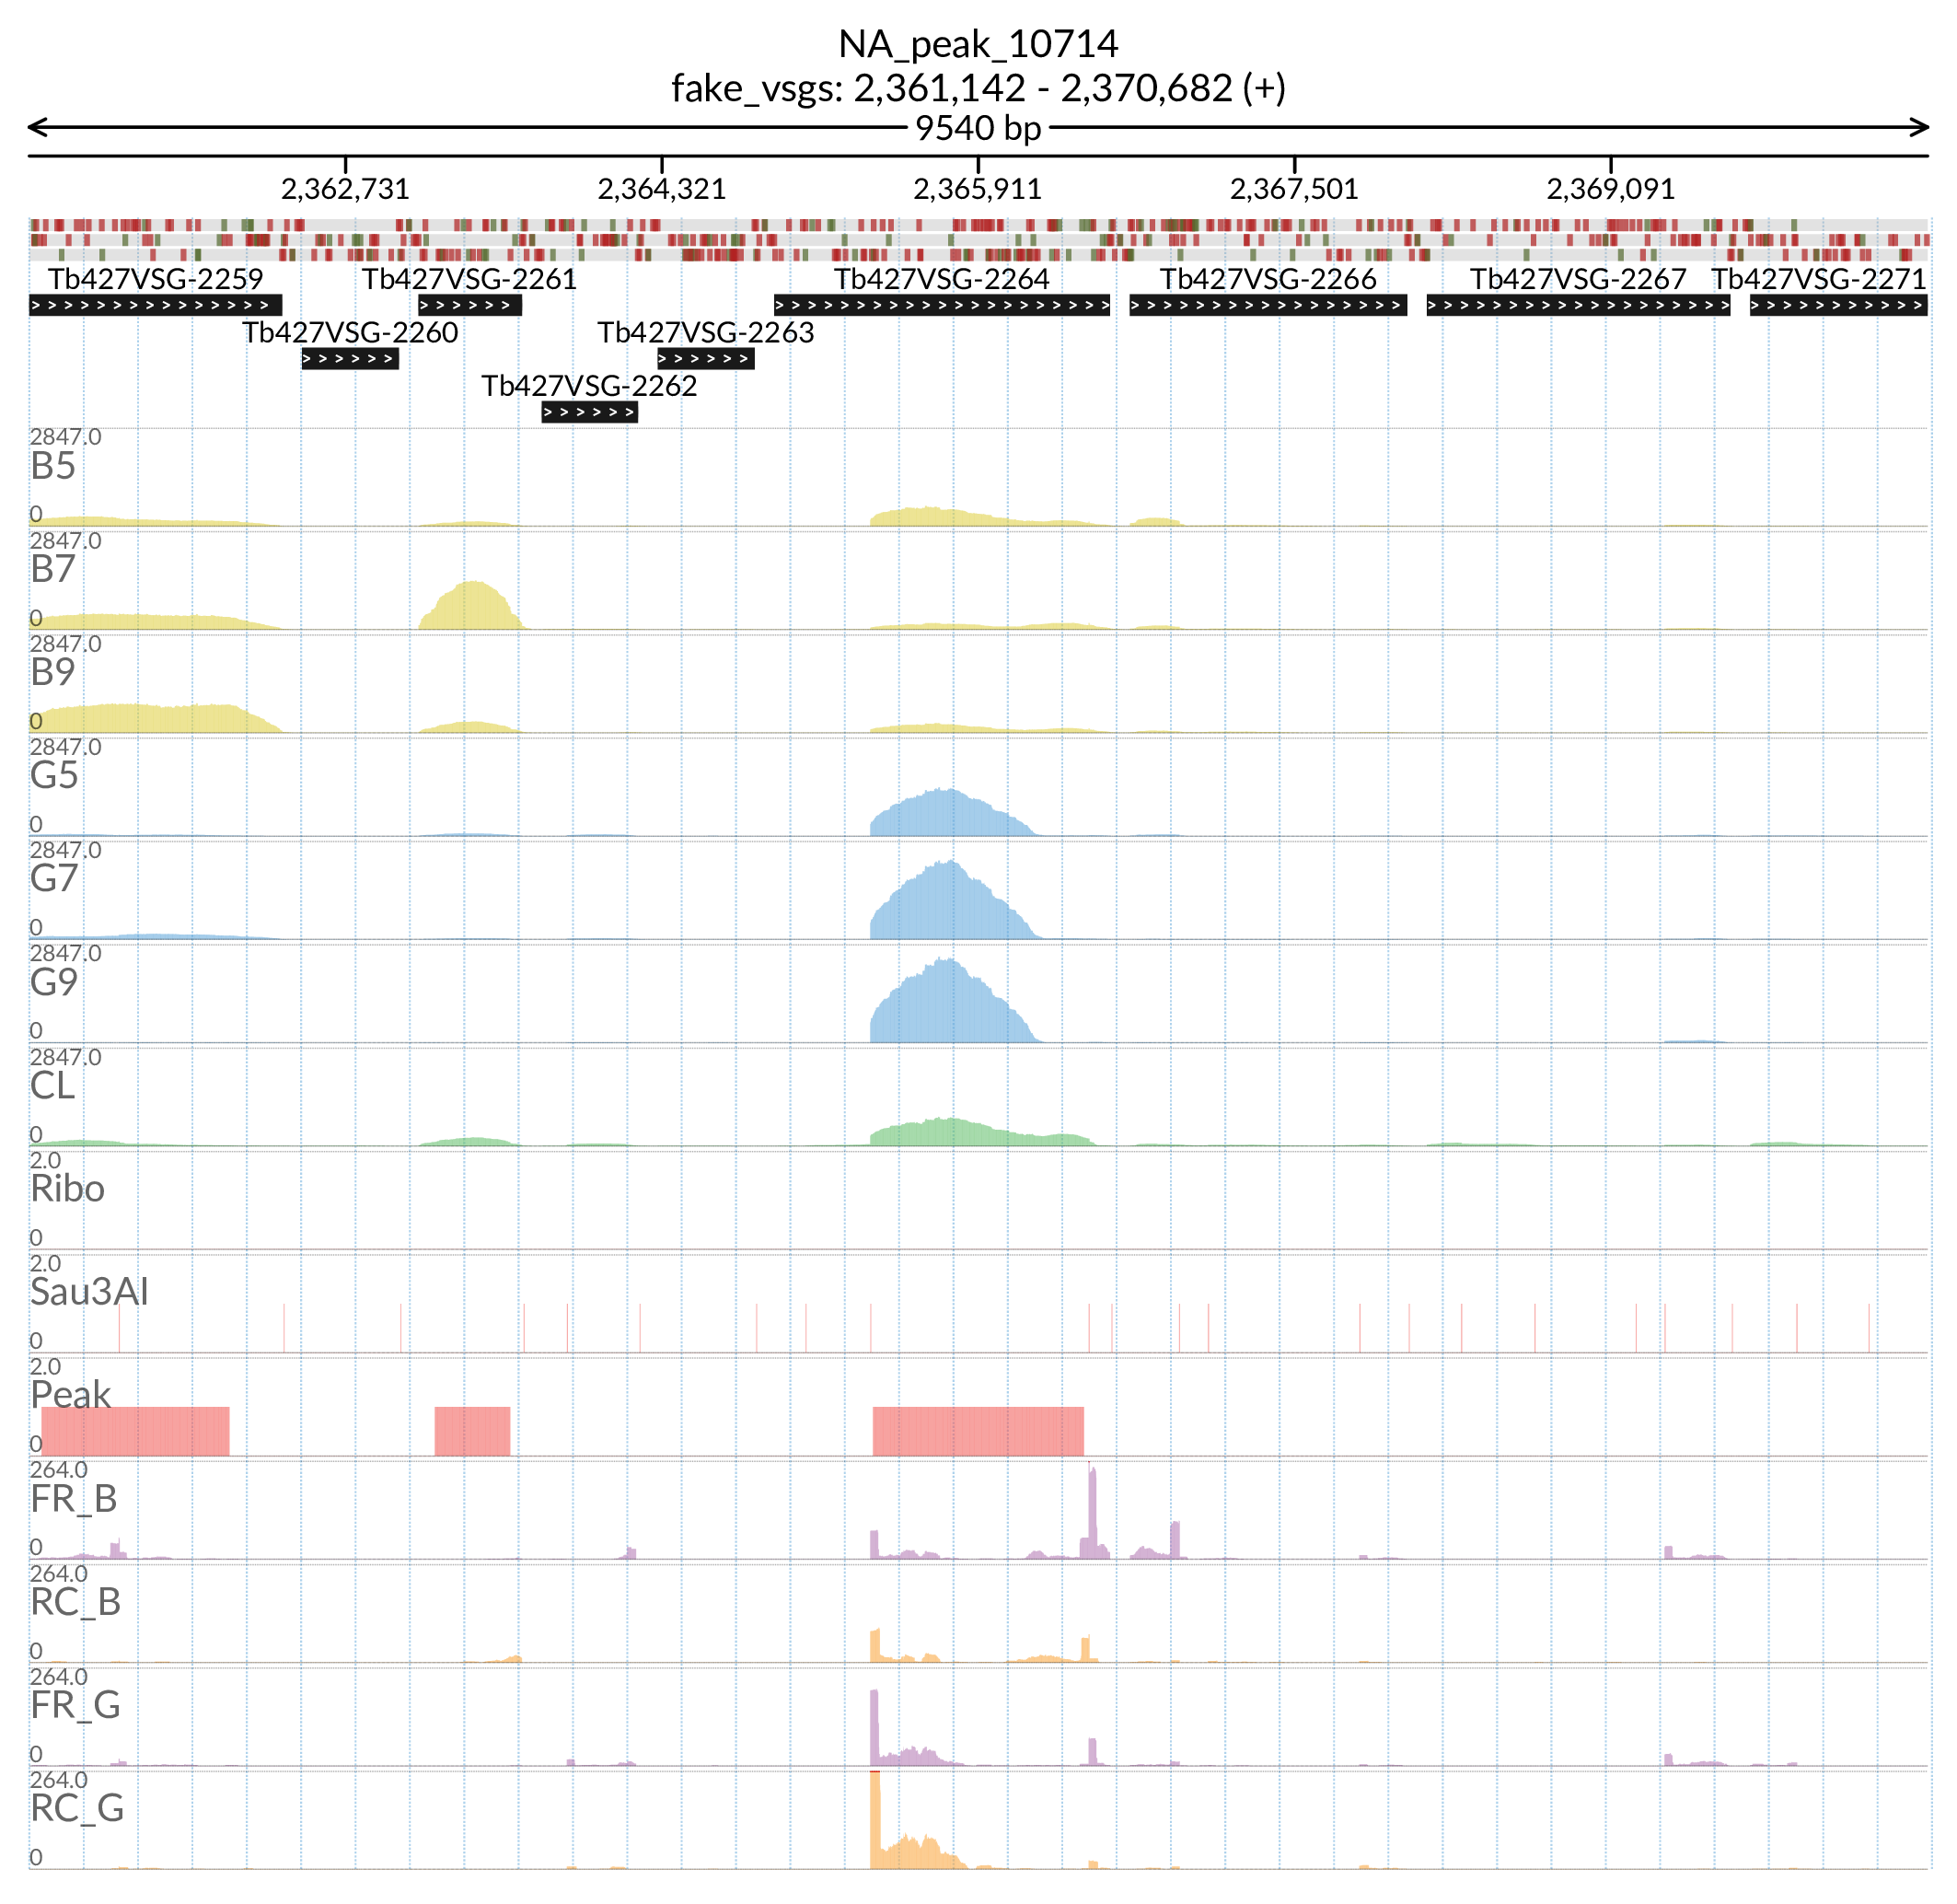 NA_peak_10714
fake_vsgs: 2,361,142 - 2,370,682 (+)
9540 bp
2,362,731 2,364,321 2,365,911 2,367,501 2,369,091
Tb427VSG-2259 Tb427VSG-2261 Tb427VSG-2264 Tb427VSG-2266 Tb427VSG-2267 Tb427VSG-2271
Tb427VSG-2260 Tb427VSG-2263
Tb427VSG-2262
2847.0
B5
0
2847.0
B7
0
2847.0
B9
0
2847.0
G5
0
2847.0
G7
0
2847.0
G9
0
2847.0
CL
0
2.0
Ribo
0
2.0
Sau3AI
0
2.0
Peak
0
264.0
FR_B
0
264.0
RC_B
0
264.0
FR_G
0
264.0
RC_G
0